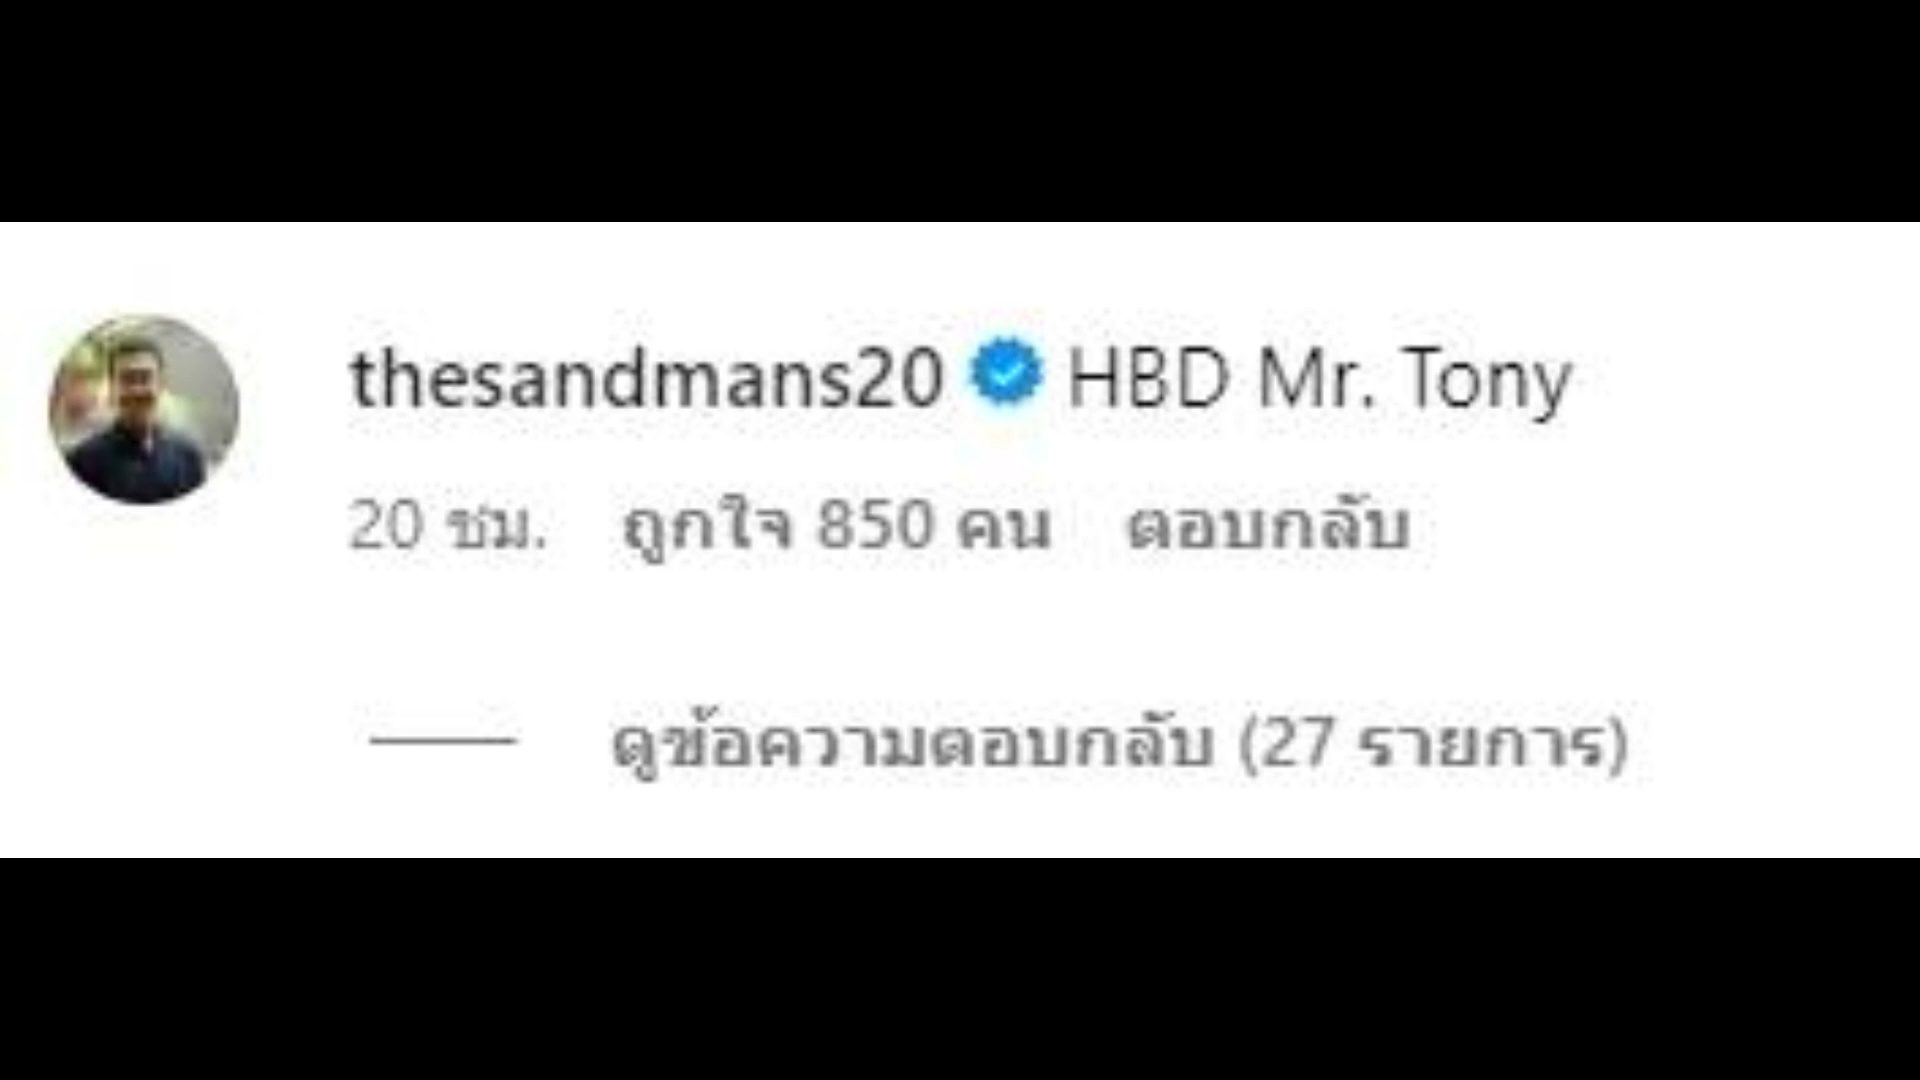 thesandmans20 HBD Mr. Tony
20 ชม. ถูกใจ 850 คน ตอบกลับ
ดูข้อความตอบกลับ (27 รายการ)